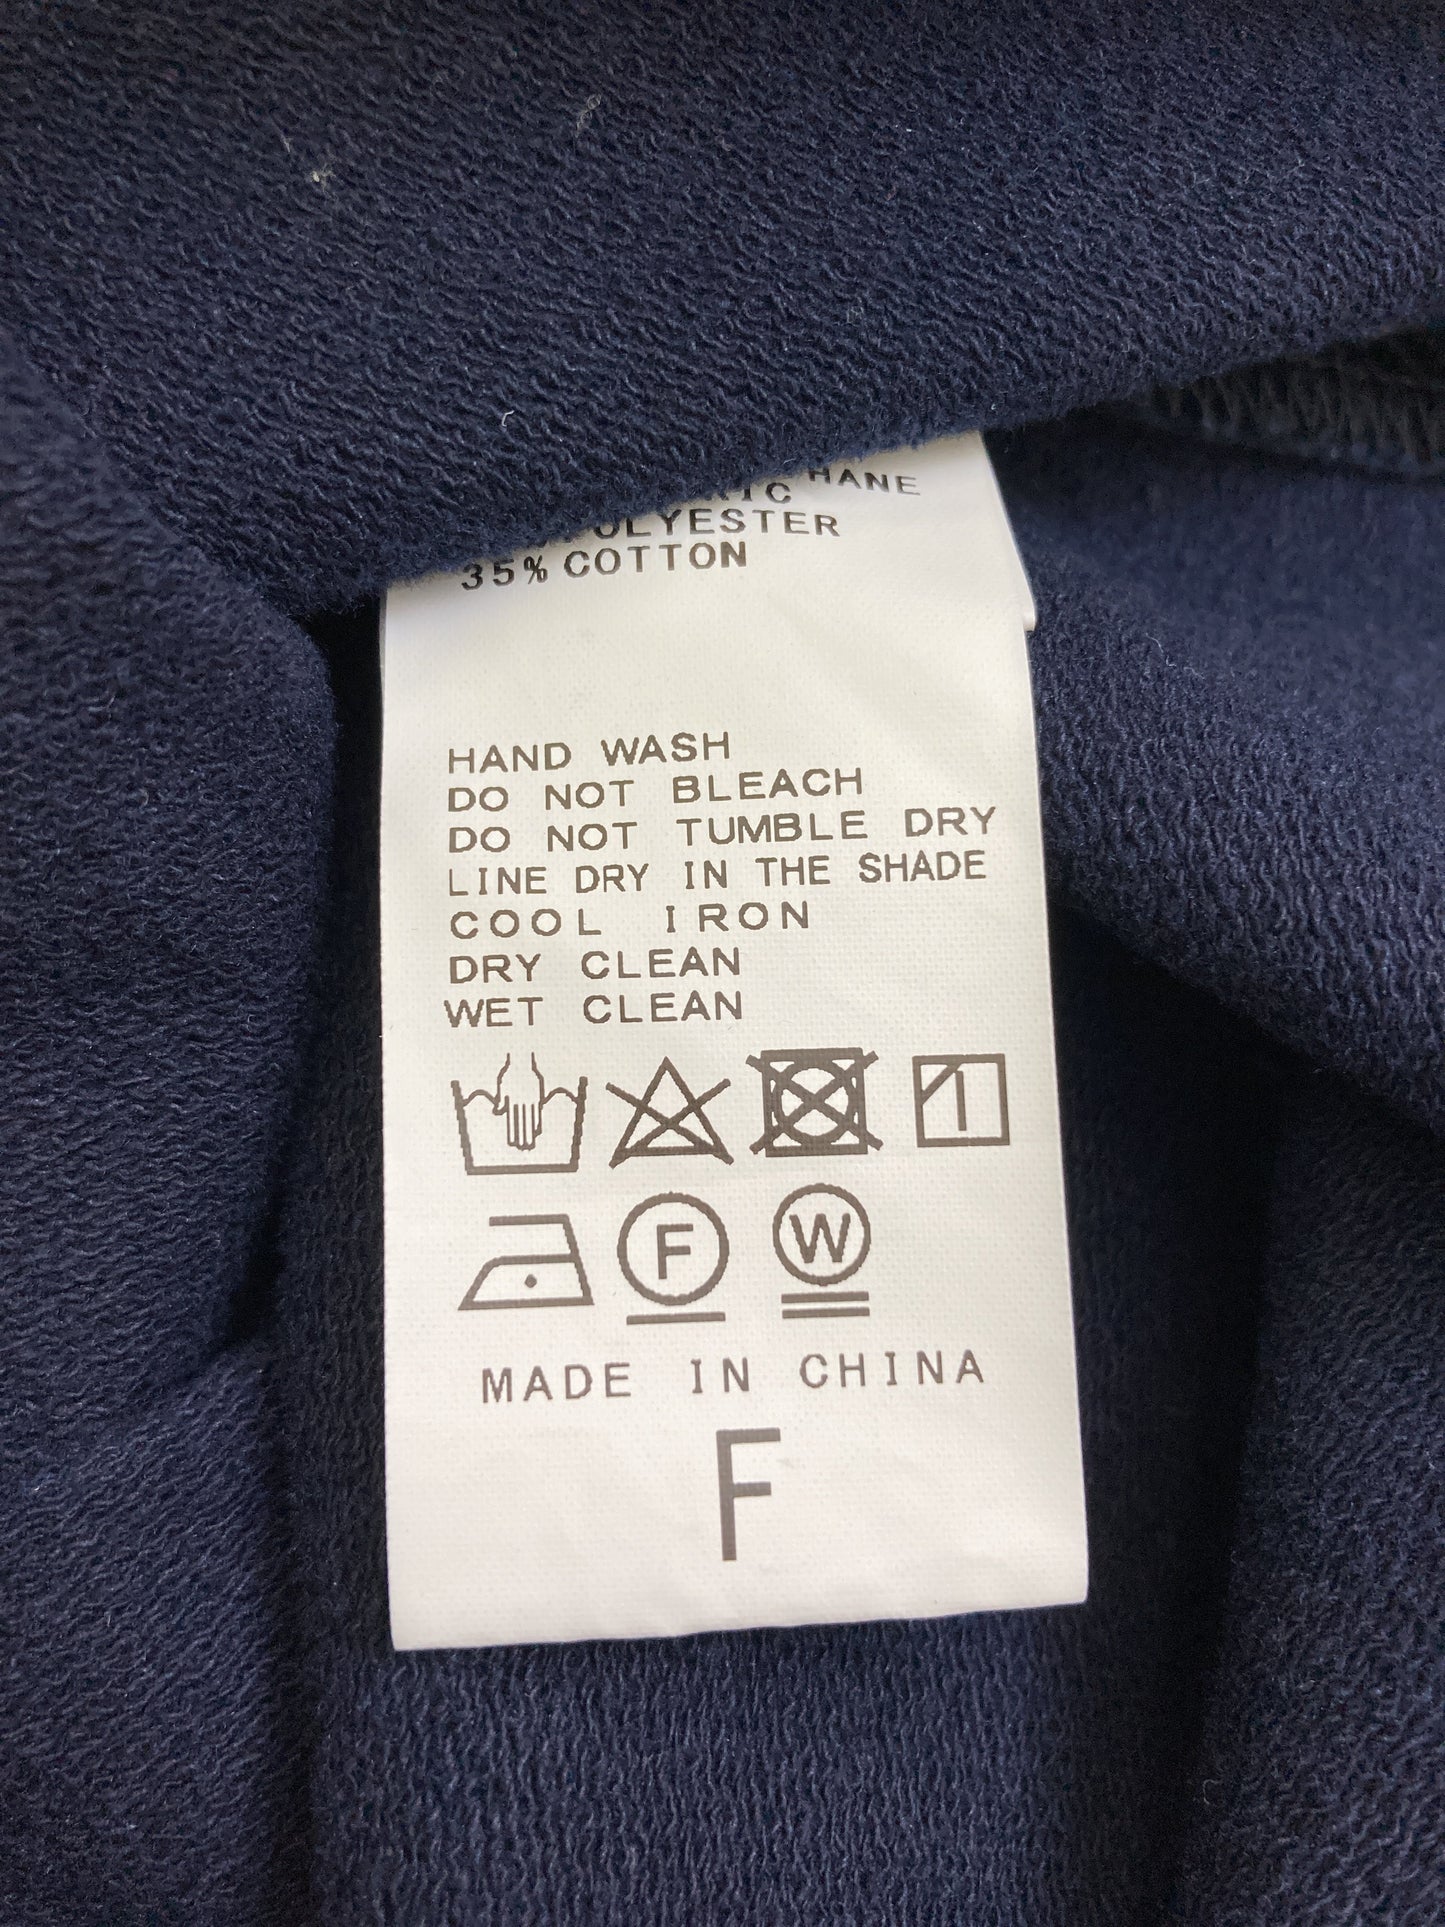 COTTON
35% COTTON
HAND WASH
DO NOT BLEACH
DO NOT TUMBLE DRY
LINE DRY IN THE SHADE
COOL IRON
DRY CLEAN
WET CLEAN
F W
MADE IN CHINA
F